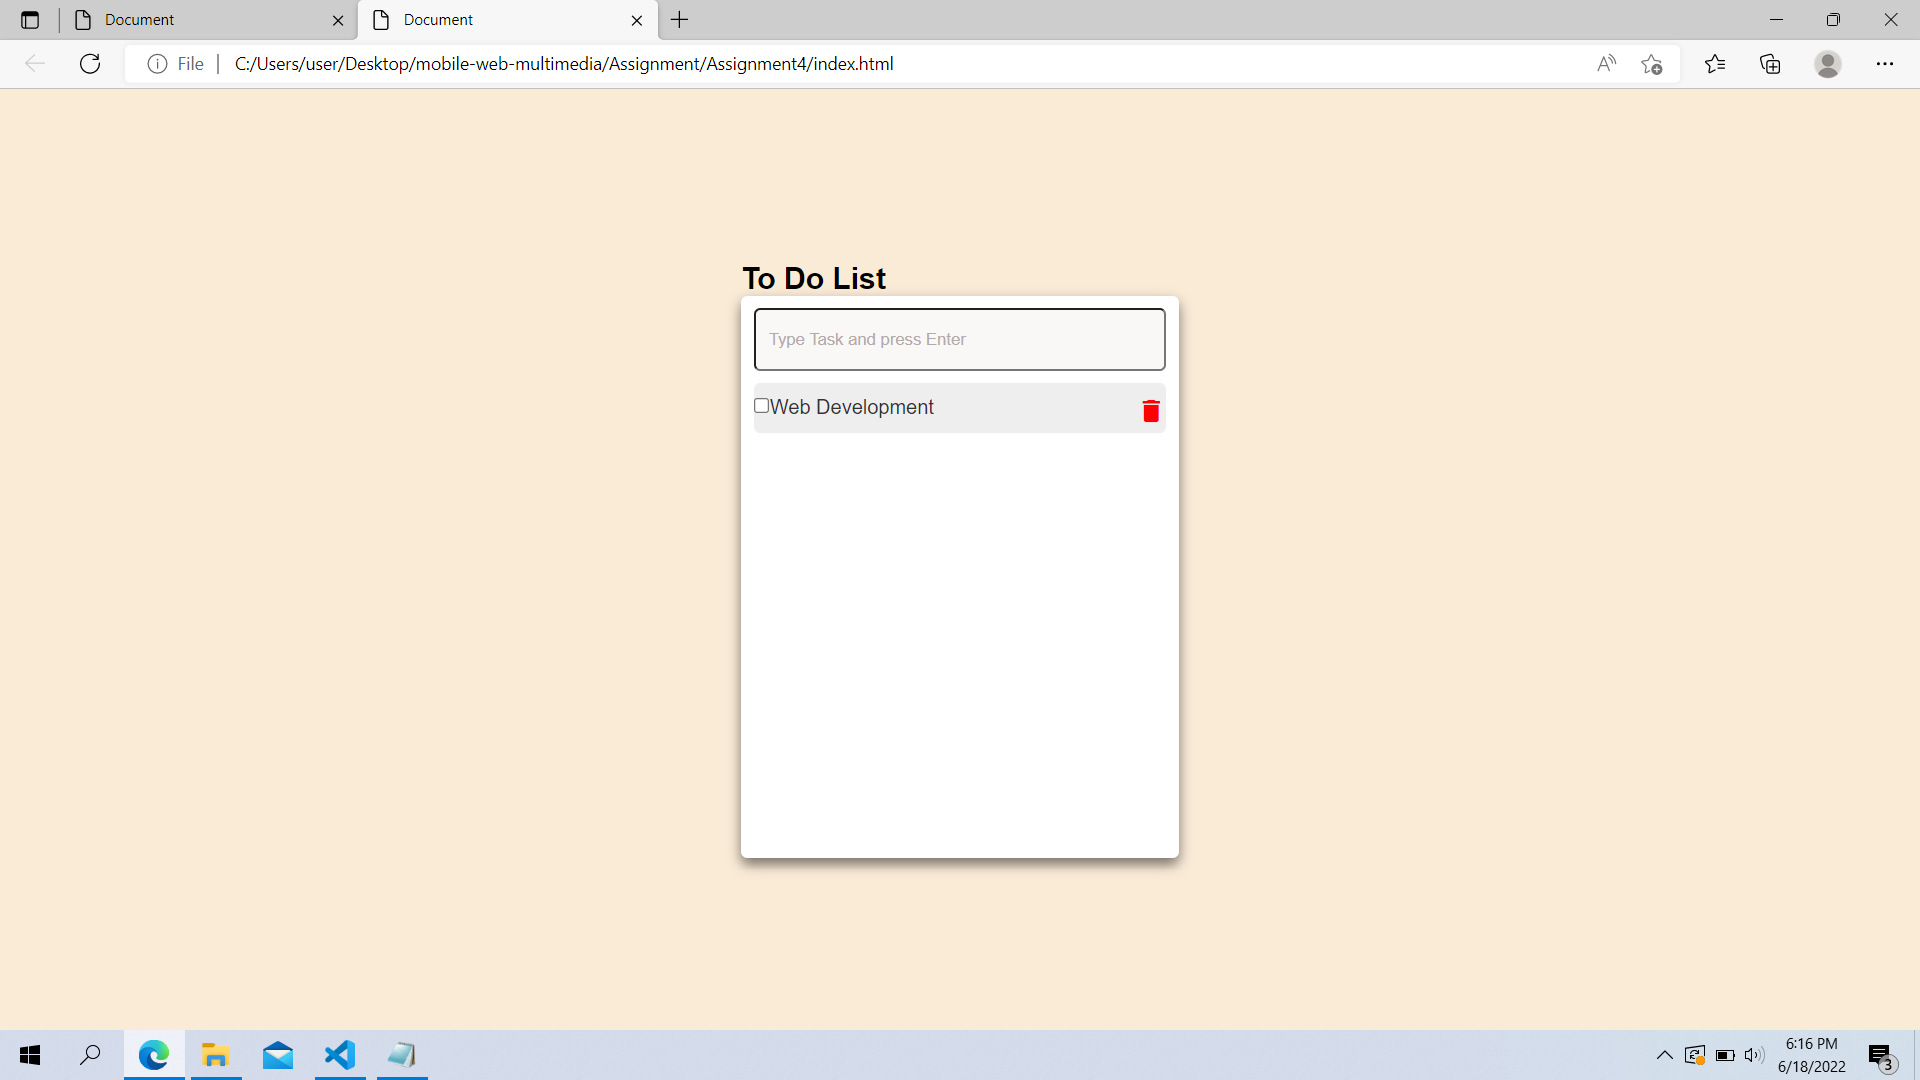 Document
Document
File
C:/Users/user/Desktop/mobile-web-multimedia/Assignment/Assignment4/index.html
To Do List
Type Task and press Enter
Web Development
6:16 PM
6/18/2022
3